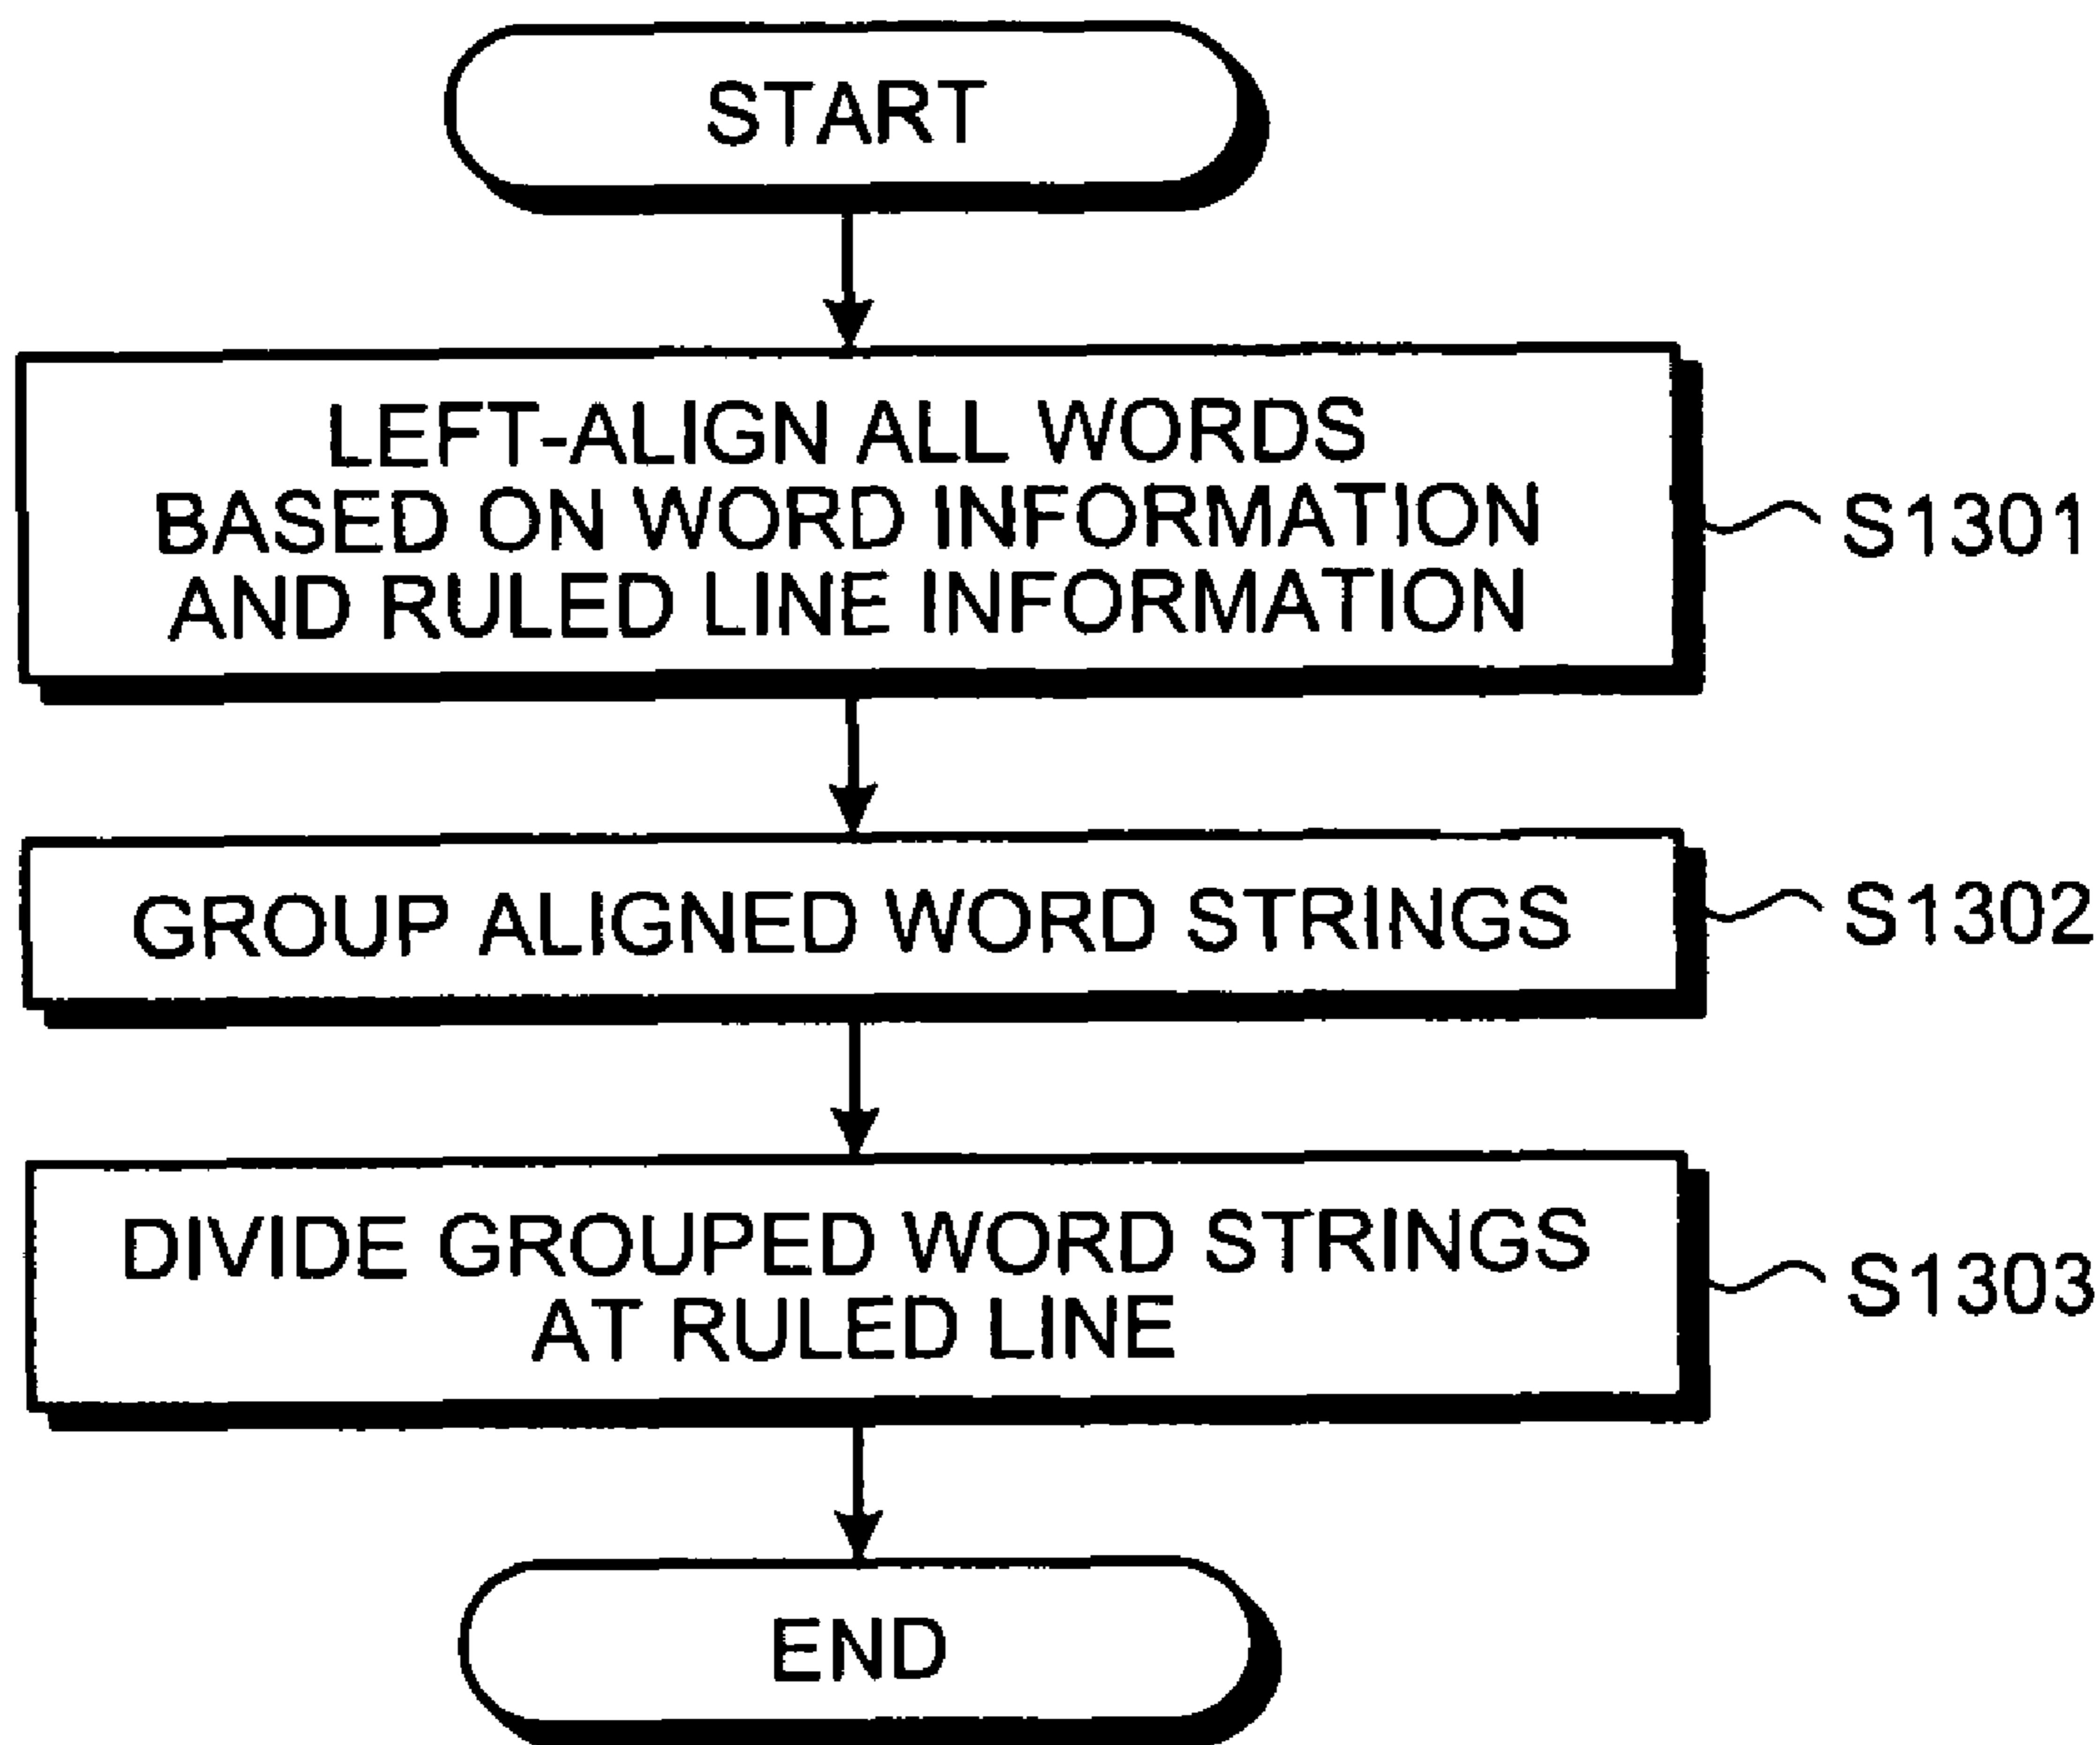 START
LEFT-ALIGN ALL WORDS
BASED ON WORD INFORMATION
AND RULED LINE INFORMATION
S1301
GROUP ALIGNED WORD STRINGS
S1302
DIVIDE GROUPED WORD STRINGS
AT RULED LINE
S1303
END